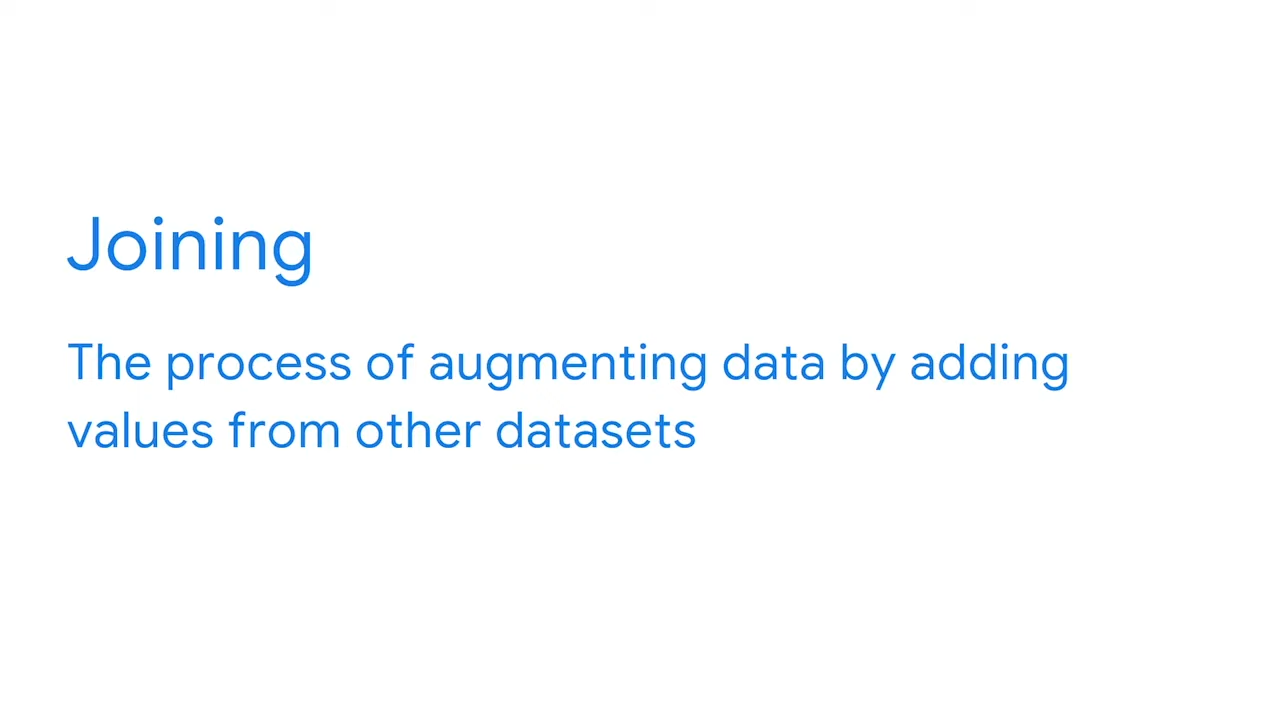 Joining
The process of augmenting data by adding
values from other datasets